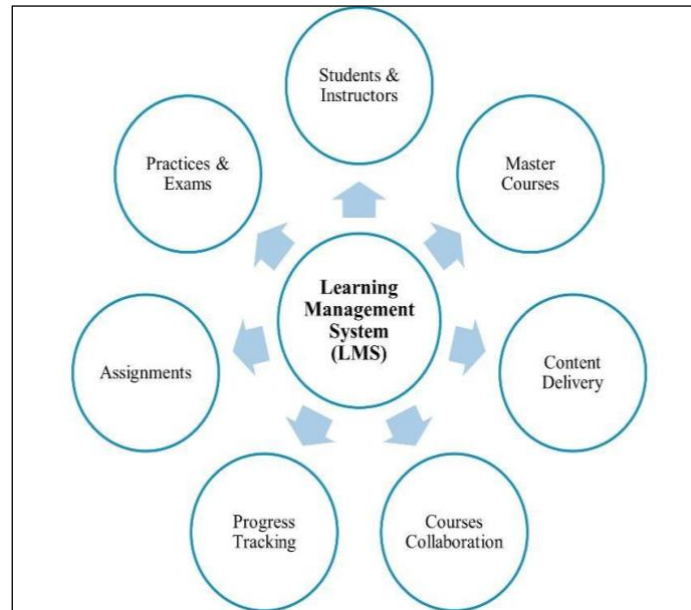 Students &
Instructors
Practices &
Exams
Master
Courses
Learning
Management
System
(LMS)
Assignments
Content
Delivery
Progress
Tracking
Courses
Collaboration